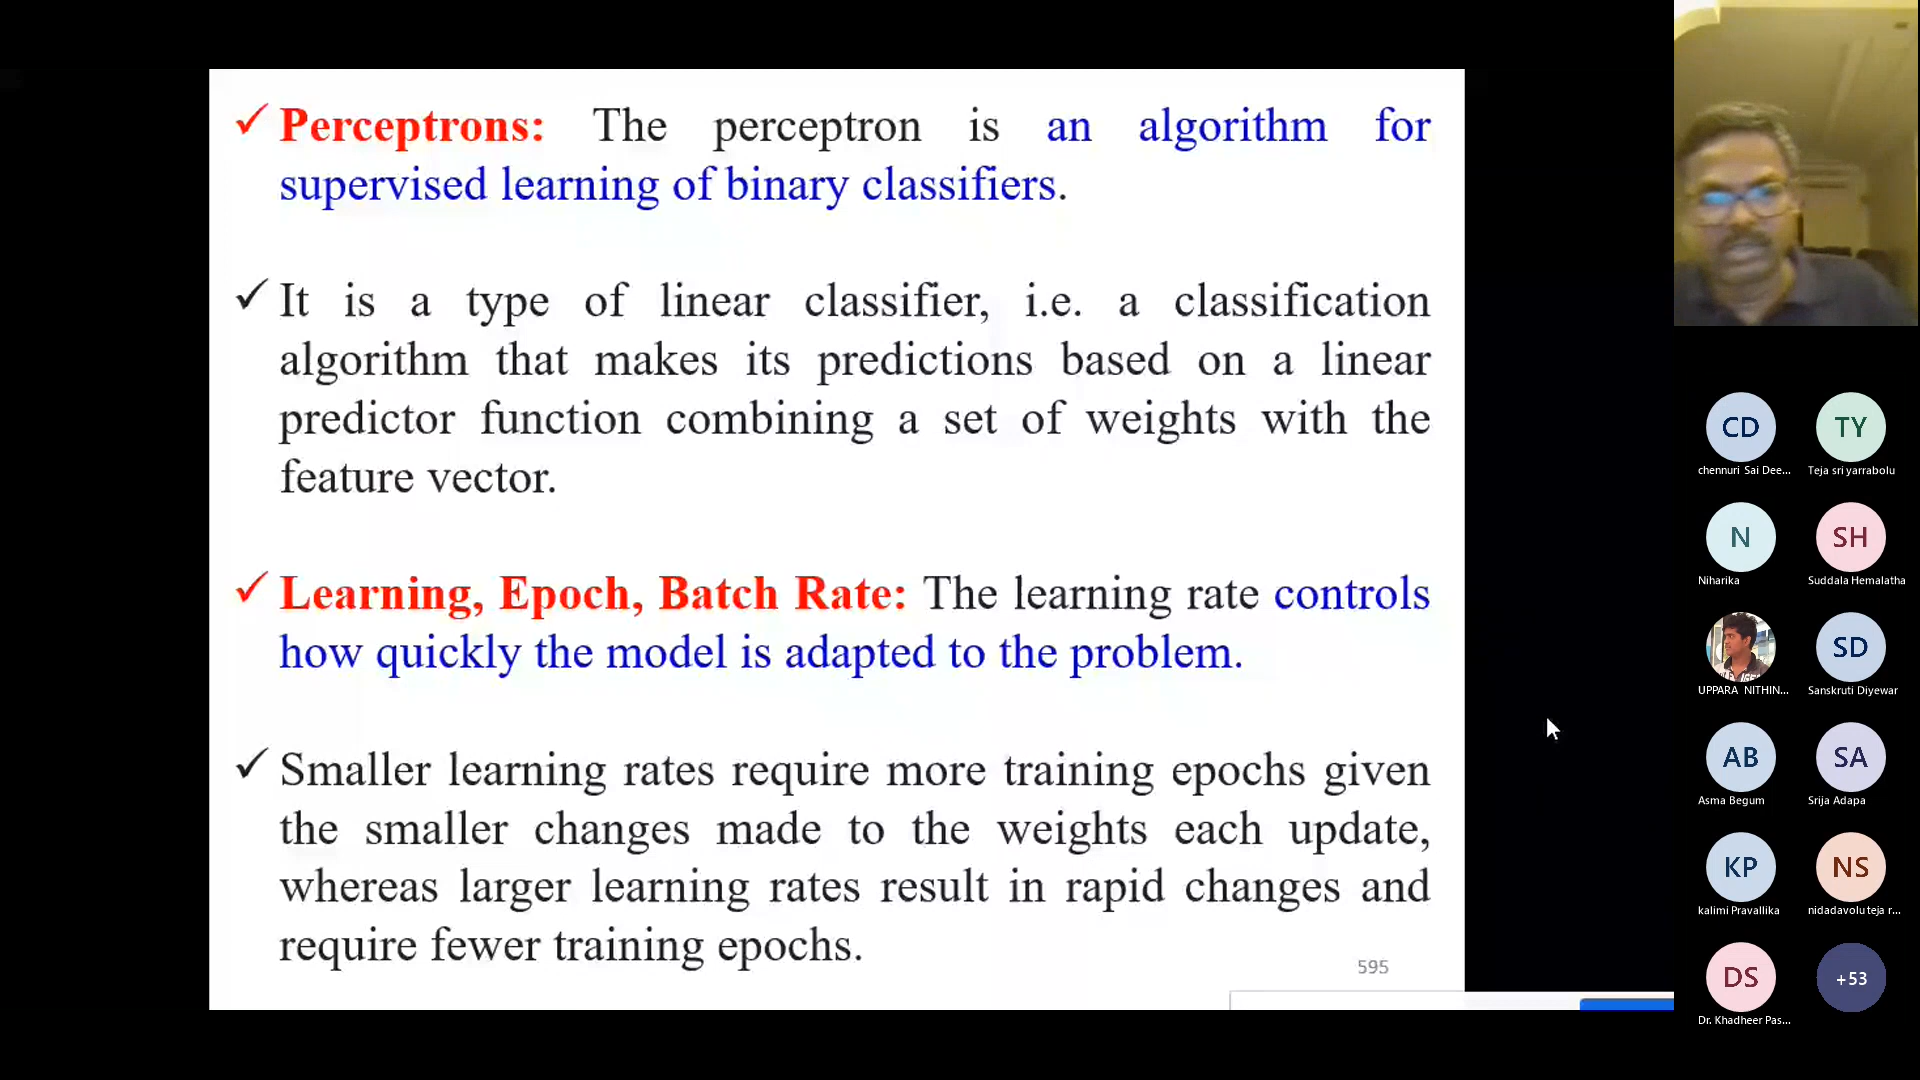 ✓ Perceptrons: The perceptron is an algorithm for
supervised learning of binary classifiers.
✓ It is a type of linear classifier, i.e. a classification
algorithm that makes its predictions based on a linear
predictor function combining a set of weights with the
feature vector.
✓ Learning, Epoch, Batch Rate: The learning rate controls
how quickly the model is adapted to the problem.
✓ Smaller learning rates require more training epochs given
the smaller changes made to the weights each update,
whereas larger learning rates result in rapid changes and
require fewer training epochs.
595
CD TY
chennuri Sai Dee... Teja sri yarrabolu
N SH
Niharika Suddala Hemalatha
SD
UPPARA NITHIN... Sanskruti Diyewar
AB SA
Asma Begum Srija Adapa
KP NS
kalimi Pravallika nidadavolu teja r...
DS +53
Dr. Khadheer Pas...